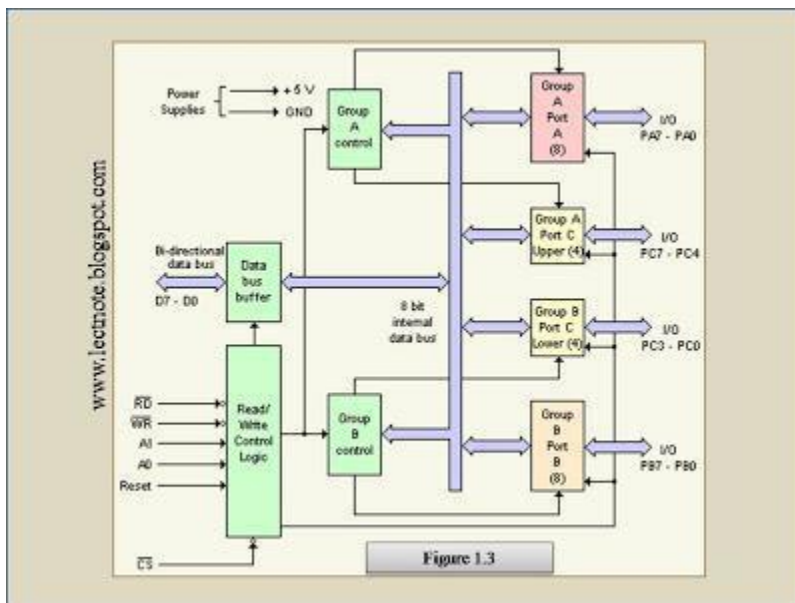 www.lectnote.blogspot.com
Power
Supplies
+5 V
GND
Group
A
control
Group
A
Port
A
(8)
I/O
PA7 - PA0
Group A
Port C
Upper (4)
I/O
PC7 - PC4
Bi-directional
data bus
D7 - D0
Data
bus
buffer
8 bit
internal
data bus
Group B
Port C
Lower (4)
I/O
PC3 - PC0
RD
WR
A1
A0
Reset
CS
Read/
Write
Control
Logic
Group
B
control
Group
B
Port
B
(8)
I/O
PB7 - PB0
Figure 1.3